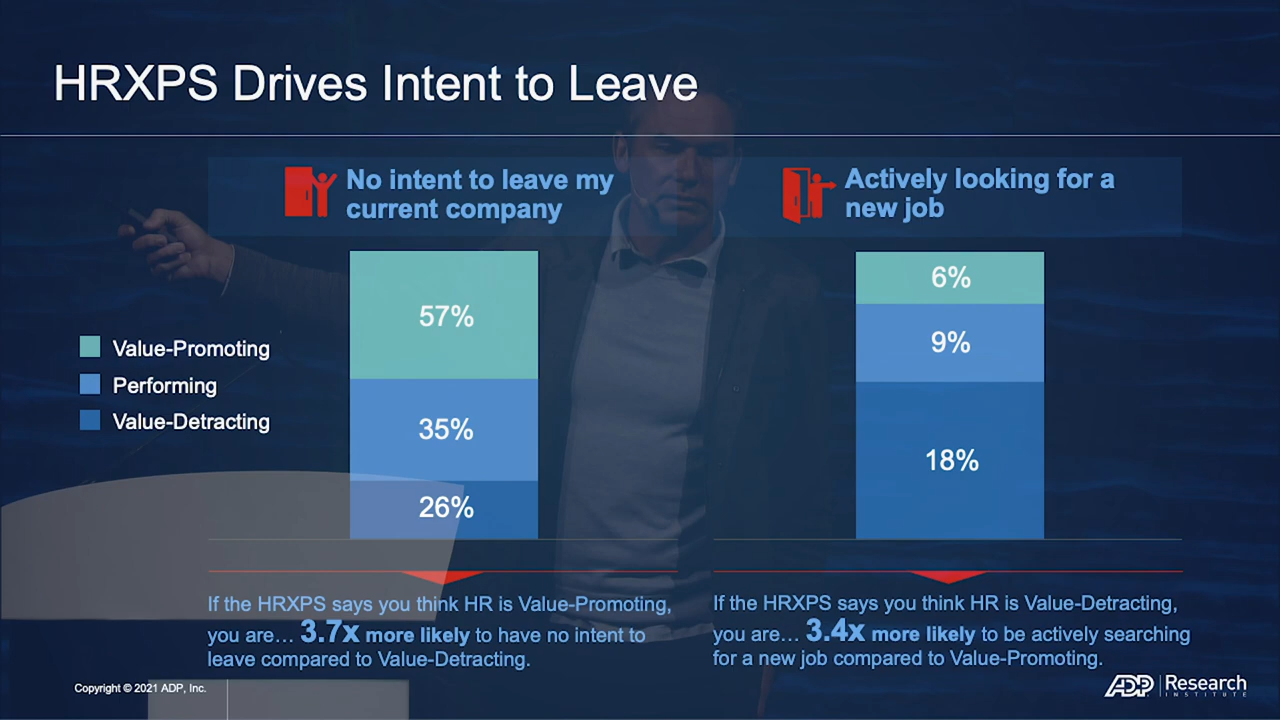 HRXPS Drives Intent to Leave
No intent to leave my
current company
Actively looking for a
new job
57%
35%
26%
6%
9%
18%
Value-Promoting
Performing
Value-Detracting
If the HRXPS says you think HR is Value-Promoting,
you are... 3.7x more likely to have no intent to
leave compared to Value-Detracting.
If the HRXPS says you think HR is Value-Detracting,
you are... 3.4x more likely to be actively searching
for a new job compared to Value-Promoting.
Copyright © 2021 ADP, Inc.
ADP Research
INSTITUTE